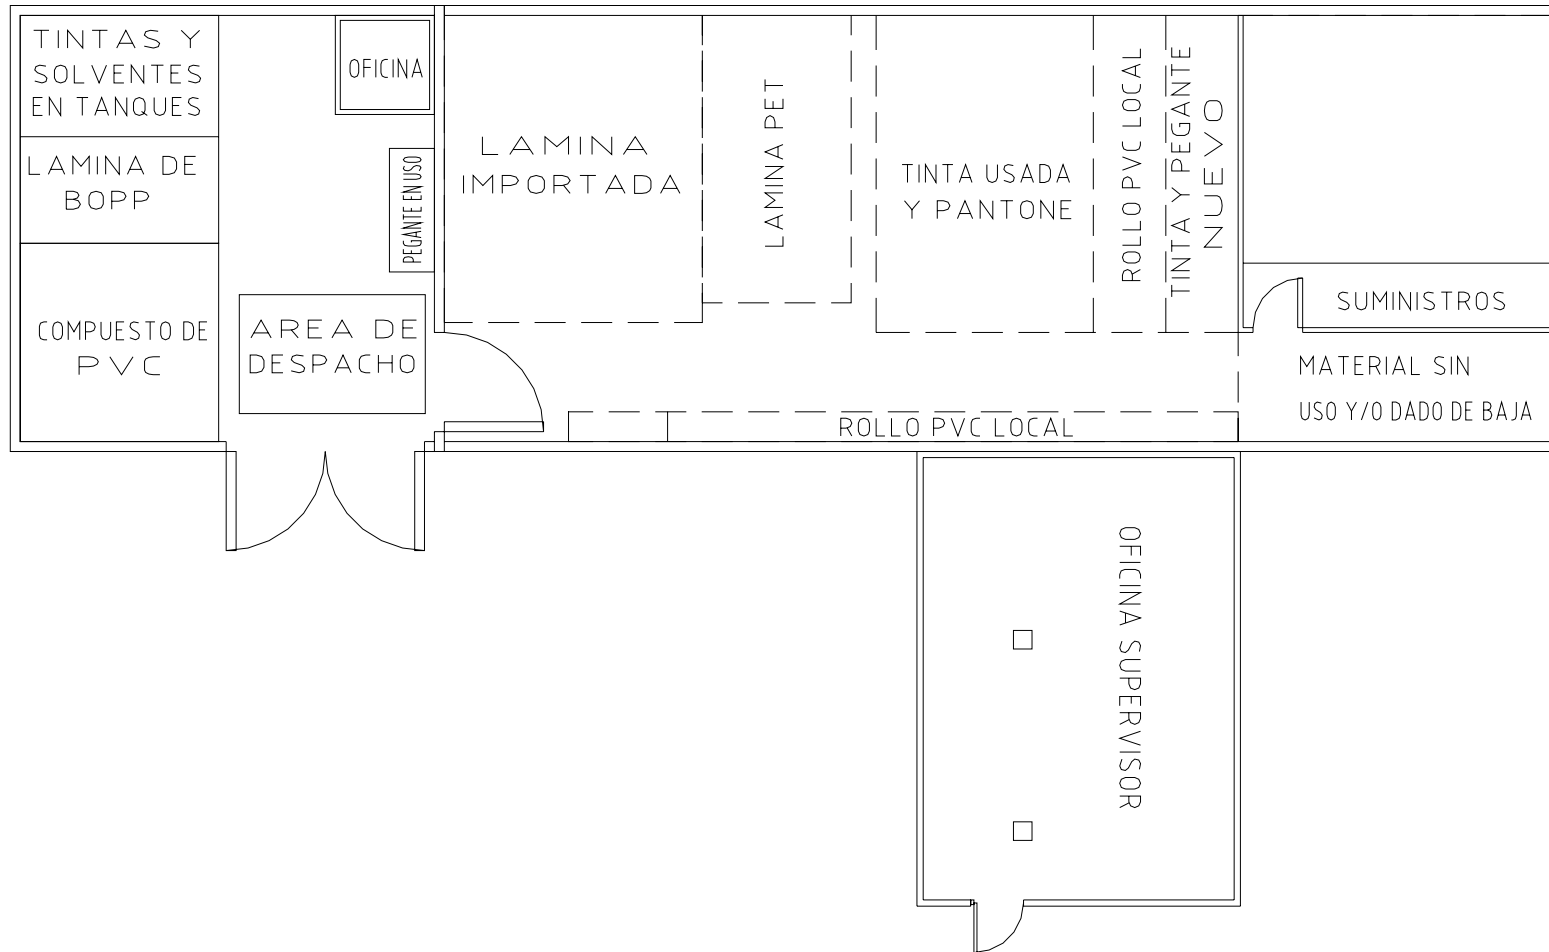 TINTAS Y
SOLVENTES
EN TANQUES
OFICINA
LAMINA DE
BOPP
PEGANTE EN USO
COMPUESTO DE
PVC
AREA DE
DESPACHO
LAMINA
IMPORTADA
LAMINA PET
TINTA USADA
Y PANTONE
ROLLO PVC LOCAL
TINTA Y PEGANTE
NUEVO
SUMINISTROS
MATERIAL SIN
USO Y/O DADO DE BAJA
ROLLO PVC LOCAL
OFICINA SUPERVISOR